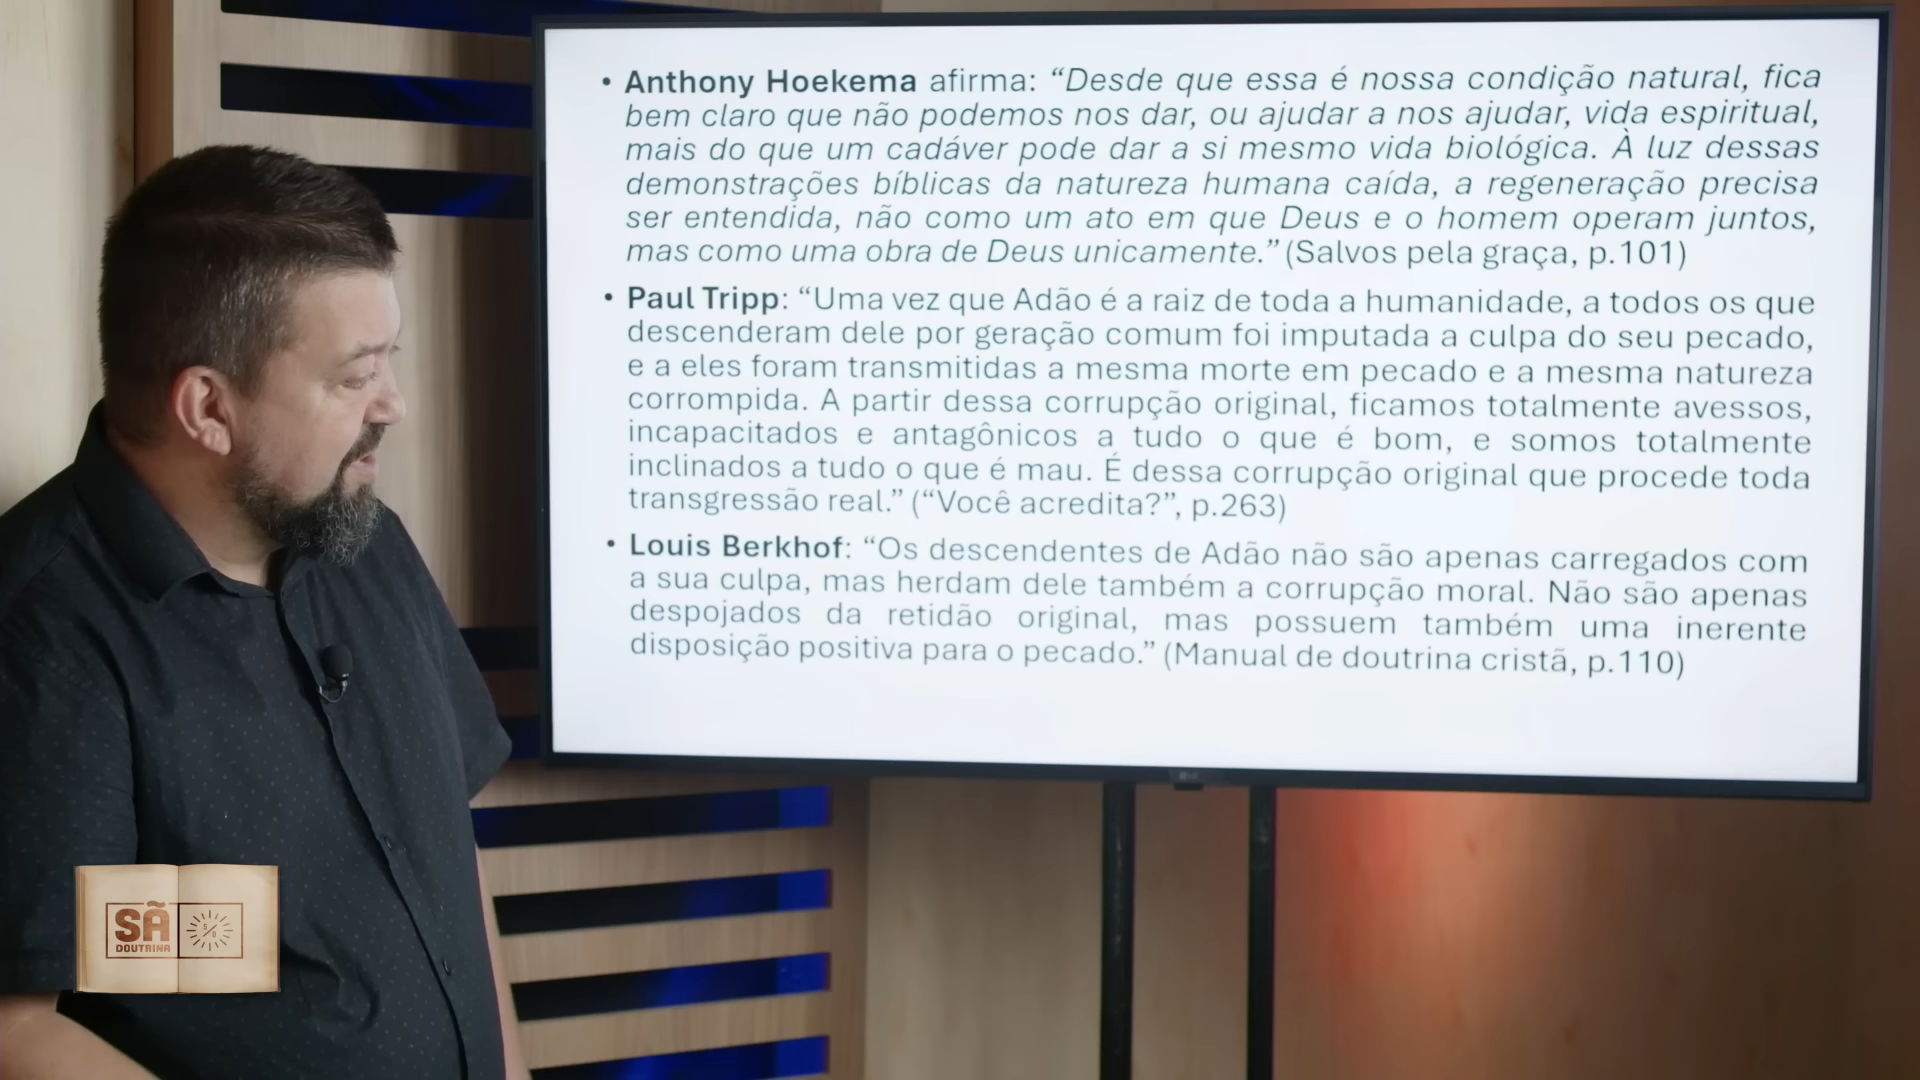 • Anthony Hoekema afirma: “Desde que essa é nossa condição natural, fica
bem claro que não podemos nos dar, ou ajudar a nos ajudar, vida espiritual,
mais do que um cadáver pode dar a si mesmo vida biológica. À luz dessas
demonstrações bíblicas da natureza humana caída, a regeneração precisa
ser entendida, não como um ato em que Deus e o homem operam juntos,
mas como uma obra de Deus unicamente.” (Salvos pela graça, p.101)
• Paul Tripp: “Uma vez que Adão é a raiz de toda a humanidade, a todos os que
descenderam dele por geração comum foi imputada a culpa do seu pecado,
e a eles foram transmitidas a mesma morte em pecado e a mesma natureza
corrompida. A partir dessa corrupção original, ficamos totalmente avessos,
incapacitados e antagônicos a tudo o que é bom, e somos totalmente
inclinados a tudo o que é mau. É dessa corrupção original que procede toda
transgressão real.” (“Você acredita?”, p.263)
• Louis Berkhof: “Os descendentes de Adão não são apenas carregados com
a sua culpa, mas herdam dele também a corrupção moral. Não são apenas
despojados da retidão original, mas possuem também uma inerente
disposição positiva para o pecado.” (Manual de doutrina cristã, p.110)
LG
SÃ
DOUTRINA
S/D